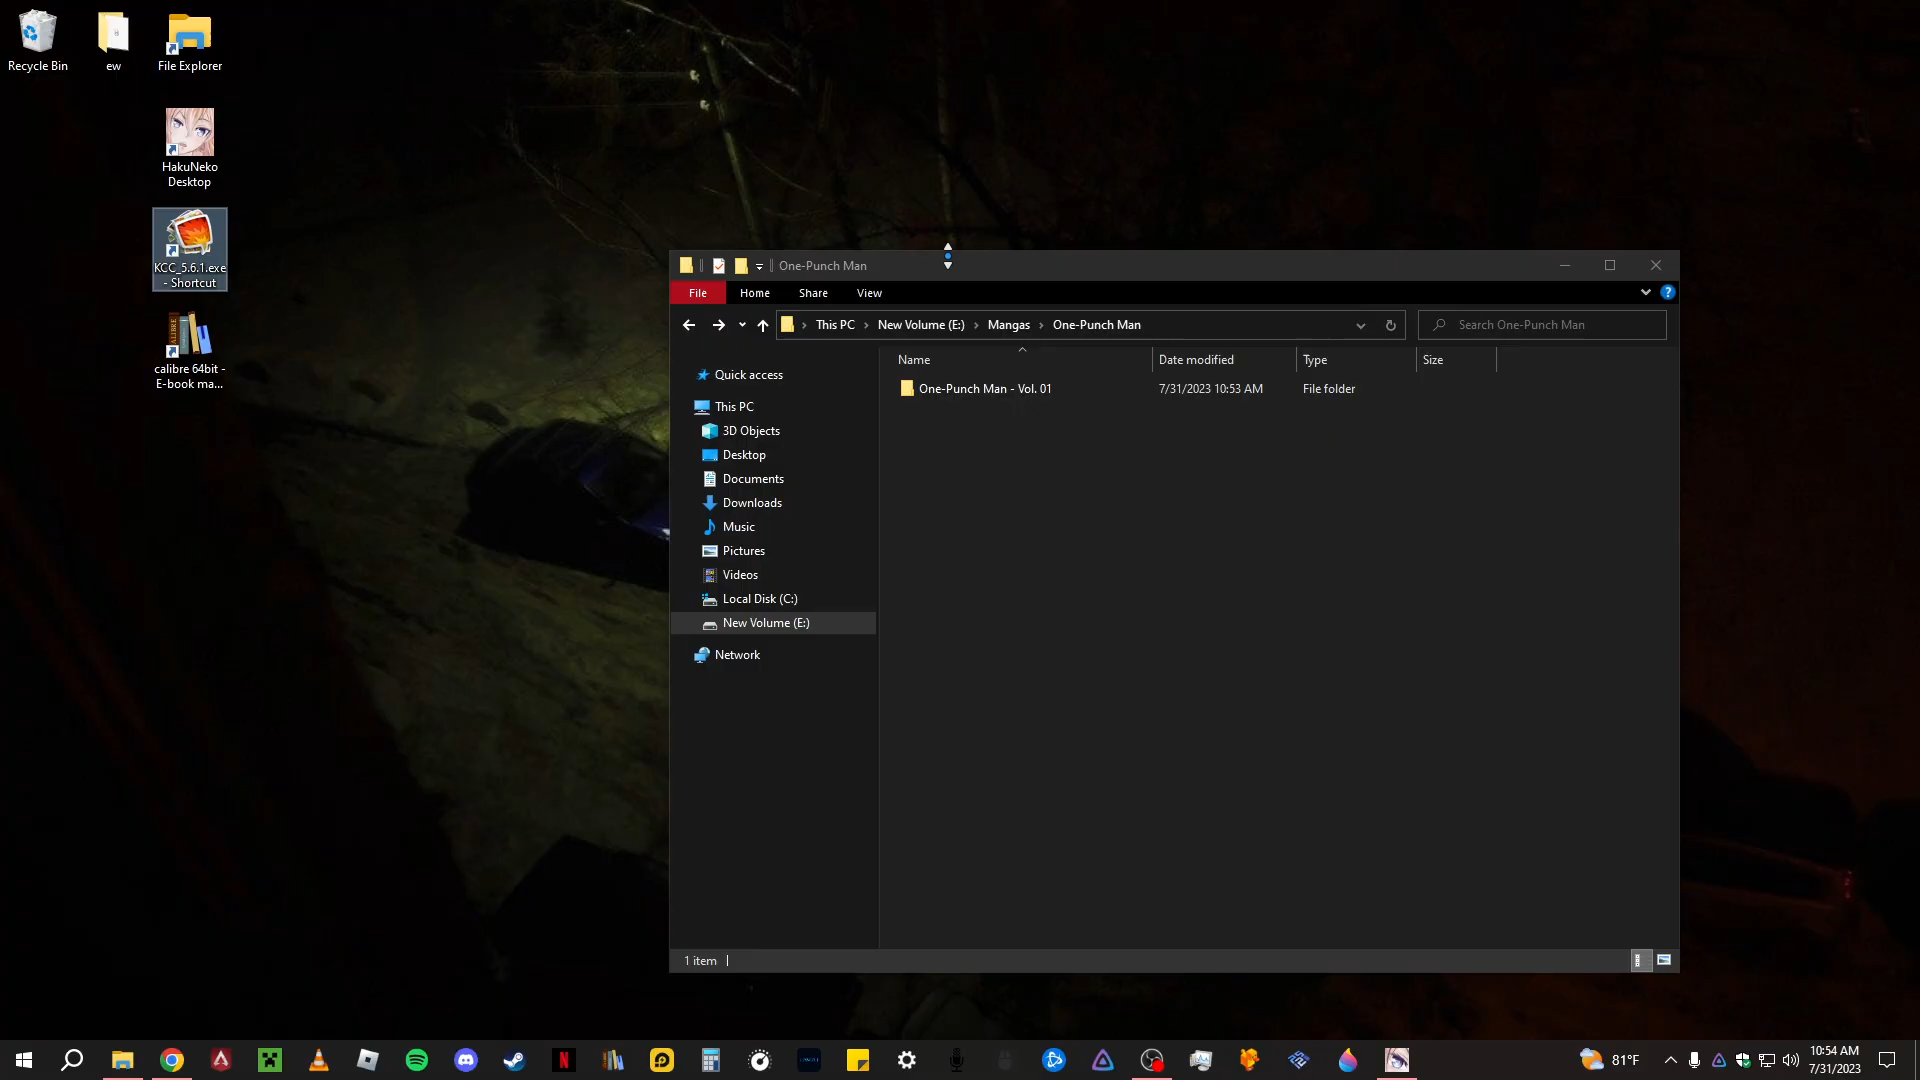 Recycle Bin
ew
File Explorer
HakuNeko
Desktop
KCC_5.6.1.exe
- Shortcut
calibre 64bit -
E-book ma...
One-Punch Man
File
Home
Share
View
This PC
New Volume (E:)
Mangas
One-Punch Man
Search One-Punch Man
Name
Date modified
Type
Size
One-Punch Man - Vol. 01
7/31/2023 10:53 AM
File folder
Quick access
This PC
3D Objects
Desktop
Documents
Downloads
Music
Pictures
Videos
Local Disk (C:)
New Volume (E:)
Network
1 item
81°F
10:54 AM
7/31/2023